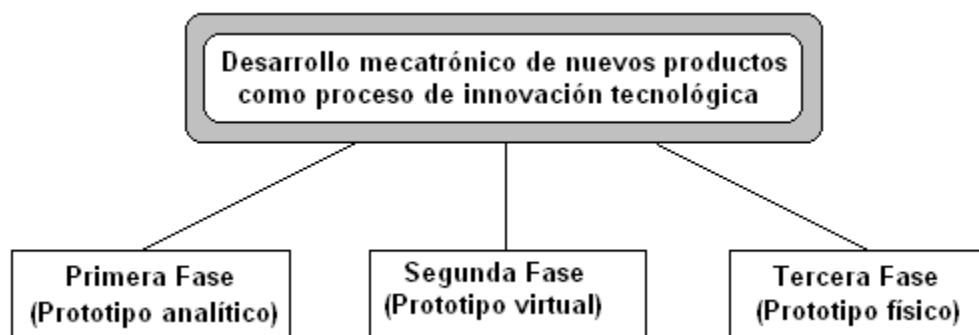 Desarrollo mecatrónico de nuevos productos
como proceso de innovación tecnológica
Primera Fase
(Prototipo analítico)
Segunda Fase
(Prototipo virtual)
Tercera Fase
(Prototipo físico)